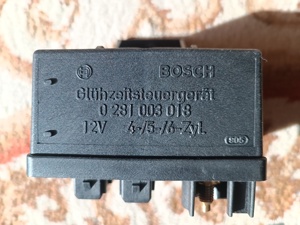 BOSCH
Glühzeitsteuergerät
0 281 003 018
12V 4-/5-/6-Zyl.